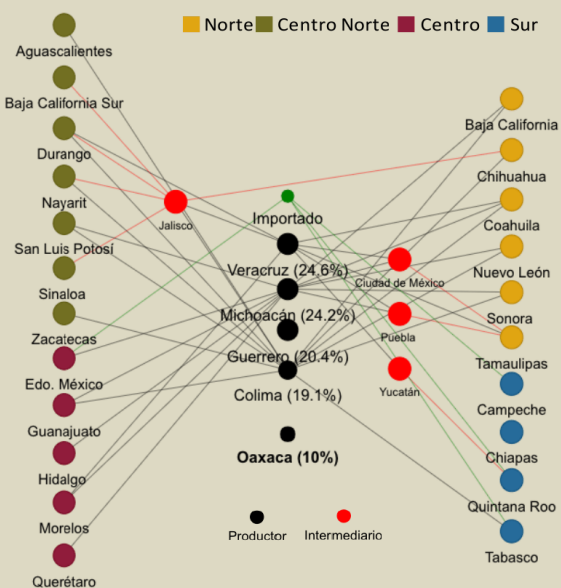 Norte Centro Norte Centro Sur
Aguascalientes
Baja California Sur
Durango
Nayarit
San Luis Potosí
Sinaloa
Zacatecas
Edo. México
Guanajuato
Hidalgo
Morelos
Querétaro
Jalisco
Importado
Veracruz (24.6%)
Michoacán (24.2%)
Guerrero (20.4%)
Colima (19.1%)
Oaxaca (10%)
Productor
Intermediario
Ciudad de México
Puebla
Yucatán
Baja California
Chihuahua
Coahuila
Nuevo León
Sonora
Tamaulipas
Campeche
Chiapas
Quintana Roo
Tabasco